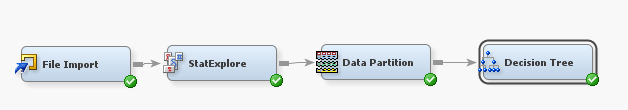 File Import
StatExplore
Data Partition
Decision Tree